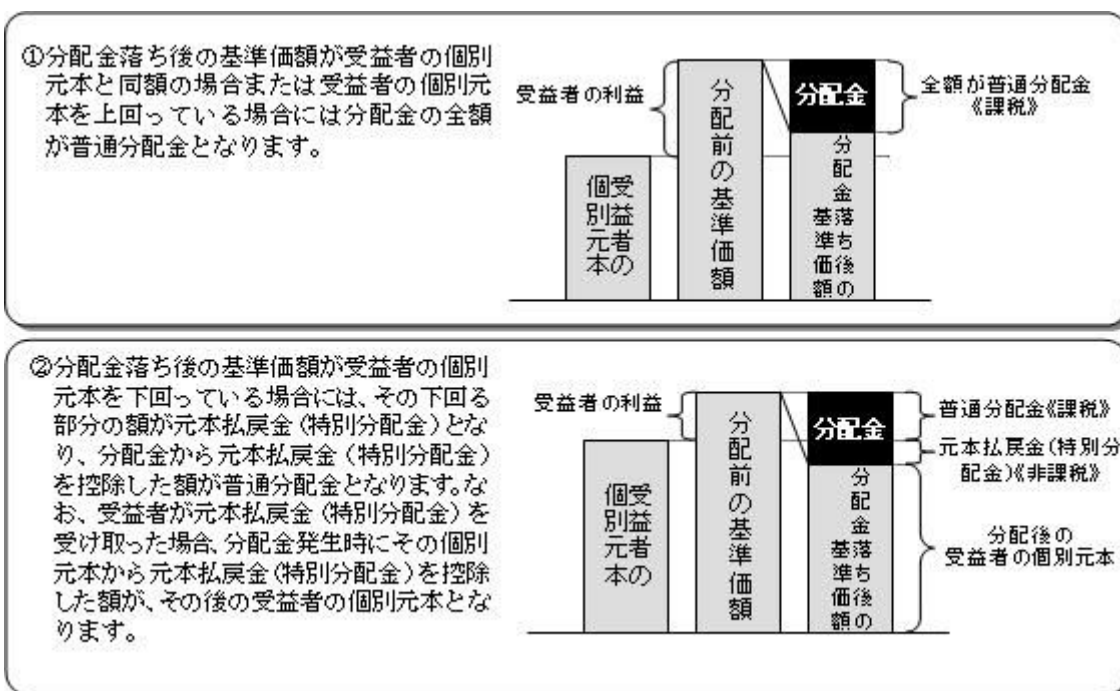 ①分配金落ち後の基準価額が受益者の個別
元本と同額の場合または受益者の個別元
本を上回っている場合には分配金の全額
が普通分配金となります。
受益者の利益
個別元本
受益者の
分配前の基準価額
分配金
分配金
基準価額
落ち後の
全額が普通分配金
《課税》
②分配金落ち後の基準価額が受益者の個別
元本を下回っている場合には、その下回る
部分の額が元本払戻金(特別分配金)とな
り、分配金から元本払戻金(特別分配金)
を控除した額が普通分配金となります。な
お、受益者が元本払戻金(特別分配金)を
受け取った場合、分配金発生時にその個別
元本から元本払戻金(特別分配金)を控除
した額が、その後の受益者の個別元本とな
ります。
受益者の利益
個別元本
受益者の
分配前の基準価額
分配金
分配金
基準価額
落ち後の
普通分配金《課税》
元本払戻金(特別分
配金)《非課税》
分配後の
受益者の個別元本